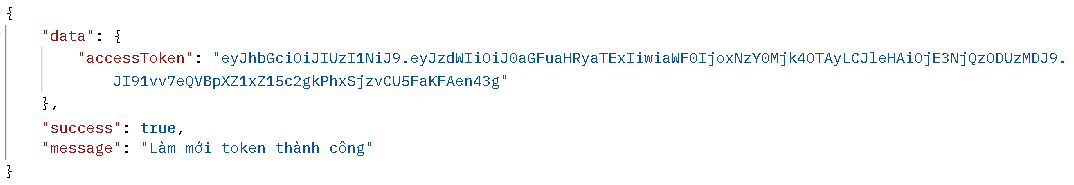 {
"data": {
"accessToken": "eyJhbGciOiJIUzI1NiJ9.eyJzdWIiOiJ0aGFuaHRyaTExIiwiaWF0IjoxNzY0Mjk4OTAyLCJleHAiOjE3NjQzODUzMDJ9.
JI91vv7eQVBpXZ1xZ15c2gkPhxSjzvCU5FaKFAen43g"
},
"success": true,
"message": "Làm mới token thành công"
}